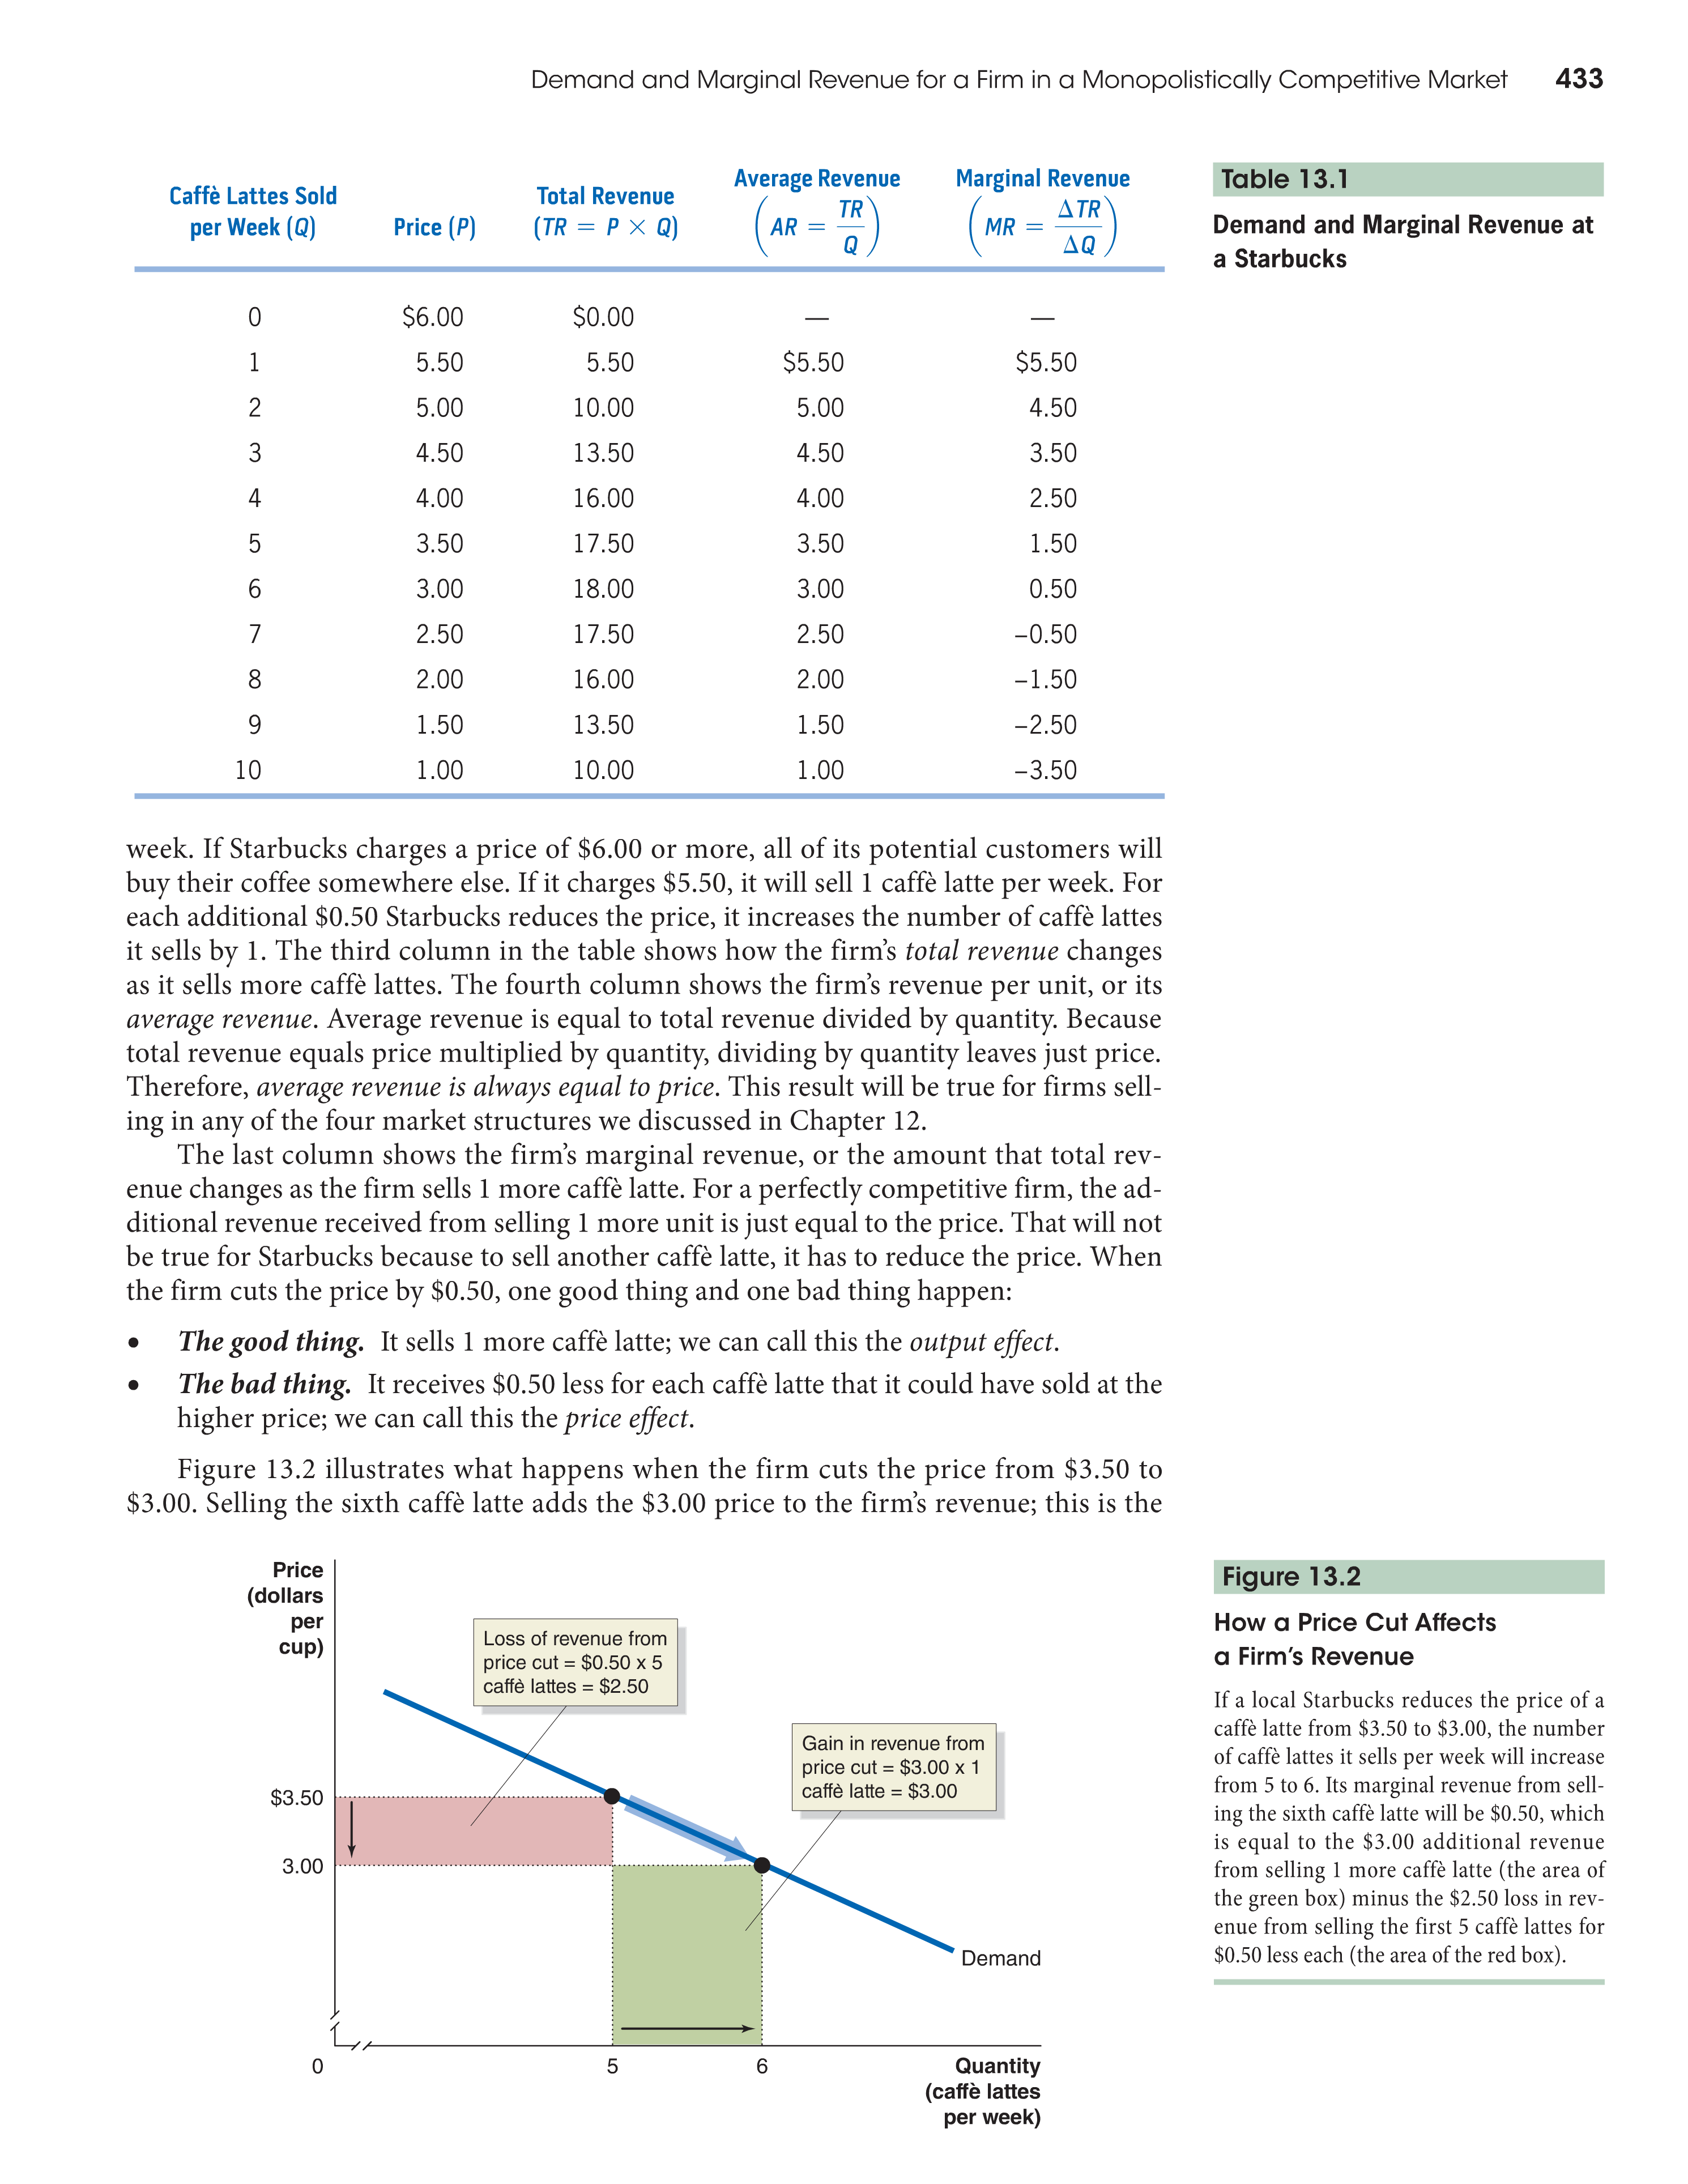 Demand and Marginal Revenue for a Firm in a Monopolistically Competitive Market 433
Caffè Lattes Sold
per Week (Q)
Price (P)
Total Revenue
(TR = P × Q)
Average Revenue
(AR = TR/Q)
Marginal Revenue
(MR = ΔTR/ΔQ)
0 $6.00 $0.00 — —
1 5.50 5.50 $5.50 $5.50
2 5.00 10.00 5.00 4.50
3 4.50 13.50 4.50 3.50
4 4.00 16.00 4.00 2.50
5 3.50 17.50 3.50 1.50
6 3.00 18.00 3.00 0.50
7 2.50 17.50 2.50 –0.50
8 2.00 16.00 2.00 –1.50
9 1.50 13.50 1.50 –2.50
10 1.00 10.00 1.00 –3.50
Table 13.1
Demand and Marginal Revenue at
a Starbucks
week. If Starbucks charges a price of $6.00 or more, all of its potential customers will
buy their coffee somewhere else. If it charges $5.50, it will sell 1 caffè latte per week. For
each additional $0.50 Starbucks reduces the price, it increases the number of caffè lattes
it sells by 1. The third column in the table shows how the firm's total revenue changes
as it sells more caffè lattes. The fourth column shows the firm's revenue per unit, or its
average revenue. Average revenue is equal to total revenue divided by quantity. Because
total revenue equals price multiplied by quantity, dividing by quantity leaves just price.
Therefore, average revenue is always equal to price. This result will be true for firms sell-
ing in any of the four market structures we discussed in Chapter 12.
The last column shows the firm's marginal revenue, or the amount that total rev-
enue changes as the firm sells 1 more caffè latte. For a perfectly competitive firm, the ad-
ditional revenue received from selling 1 more unit is just equal to the price. That will not
be true for Starbucks because to sell another caffè latte, it has to reduce the price. When
the firm cuts the price by $0.50, one good thing and one bad thing happen:
• The good thing. It sells 1 more caffè latte; we can call this the output effect.
• The bad thing. It receives $0.50 less for each caffè latte that it could have sold at the
higher price; we can call this the price effect.
Figure 13.2 illustrates what happens when the firm cuts the price from $3.50 to
$3.00. Selling the sixth caffè latte adds the $3.00 price to the firm's revenue; this is the
Price
(dollars
per
cup)
Loss of revenue from
price cut = $0.50 x 5
caffè lattes = $2.50
Gain in revenue from
price cut = $3.00 x 1
caffè latte = $3.00
$3.50
3.00
Demand
0 5 6
Quantity
(caffè lattes
per week)
Figure 13.2
How a Price Cut Affects
a Firm's Revenue
If a local Starbucks reduces the price of a
caffè latte from $3.50 to $3.00, the number
of caffè lattes it sells per week will increase
from 5 to 6. Its marginal revenue from sell-
ing the sixth caffè latte will be $0.50, which
is equal to the $3.00 additional revenue
from selling 1 more caffè latte (the area of
the green box) minus the $2.50 loss in rev-
enue from selling the first 5 caffè lattes for
$0.50 less each (the area of the red box).